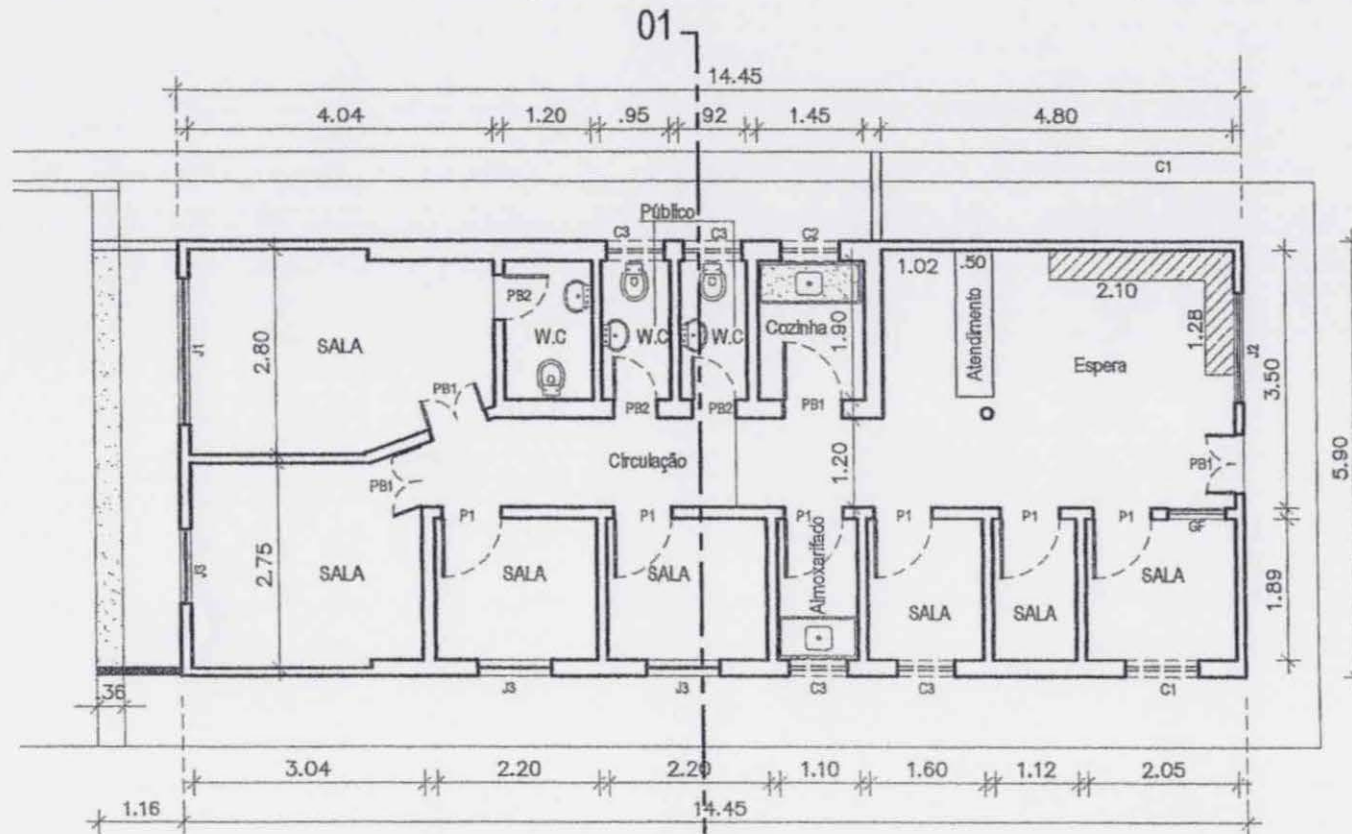 01
14.45
4.04 1.20 .95 .92 1.45 4.80
C1
Público
C3 C3 C3
1.02 .50 2.10
PB2
W.C W.C W.C
Cozinha
1.90
Atendimento
Espera
1.28
J2
3.50
J1
2.80
SALA
PB1
PB2 PB2 PB1
5.90
Circulação
1.20
PB1
PB1
P1 P1 P1 P1 P1 P1
J3
2.75
SALA SALA SALA
Almoxarifado
SALA SALA SALA
1.89
.36
J3 J3 C3 C3 C1
3.04 2.20 2.20 1.10 1.60 1.12 2.05
1.16 14.45